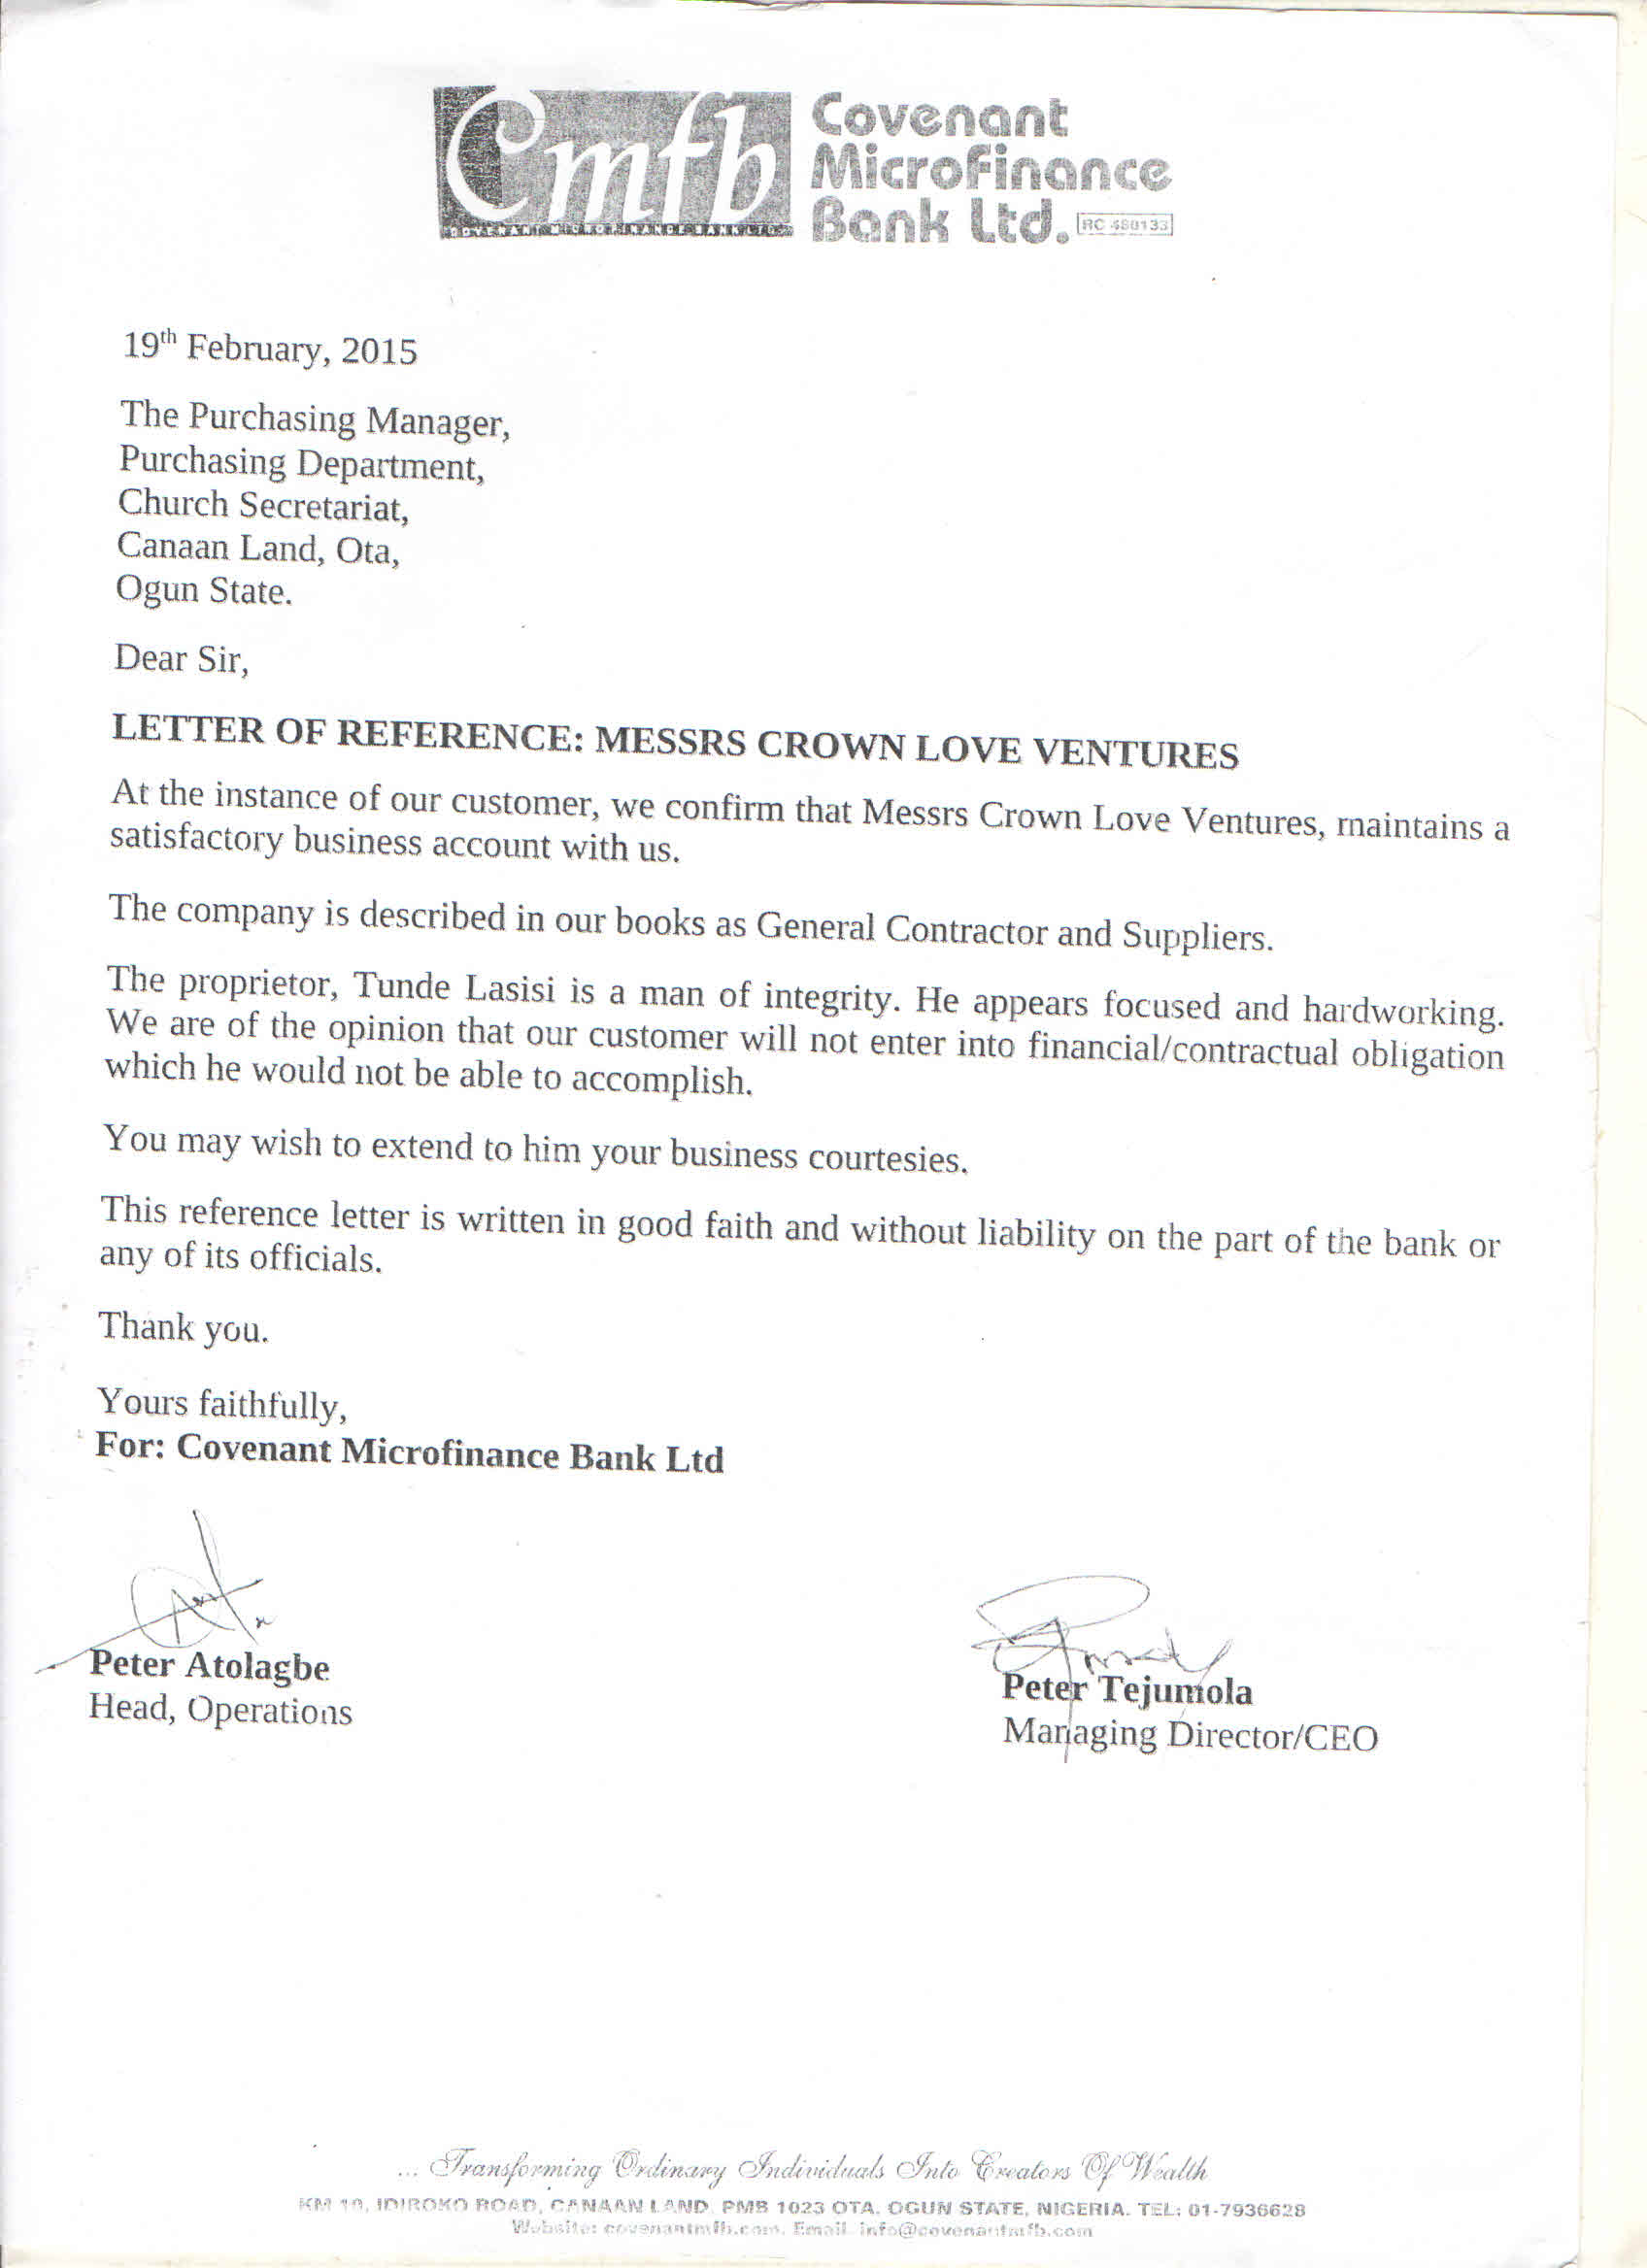 Cmfb
COVENANT MICROFINANCE BANK LTD
Covenant
Microfinance
Bank Ltd. RC 480133
19th February, 2015
The Purchasing Manager,
Purchasing Department,
Church Secretariat,
Canaan Land, Ota,
Ogun State.
Dear Sir,
LETTER OF REFERENCE: MESSRS CROWN LOVE VENTURES
At the instance of our customer, we confirm that Messrs Crown Love Ventures, maintains a
satisfactory business account with us.
The company is described in our books as General Contractor and Suppliers.
The proprietor, Tunde Lasisi is a man of integrity. He appears focused and hardworking.
We are of the opinion that our customer will not enter into financial/contractual obligation
which he would not be able to accomplish.
You may wish to extend to him your business courtesies.
This reference letter is written in good faith and without liability on the part of the bank or
any of its officials.
Thank you.
Yours faithfully,
For: Covenant Microfinance Bank Ltd
Peter Atolagbe
Head, Operations
Peter Tejumola
Managing Director/CEO
... Transforming Ordinary Individuals Into Creators Of Wealth
KM 10, IDIROKO ROAD, CANAAN LAND. PMB 1023 OTA. OGUN STATE, NIGERIA. TEL: 01-7936628
Website: covenantmfb.com. Email: info@covenantmfb.com